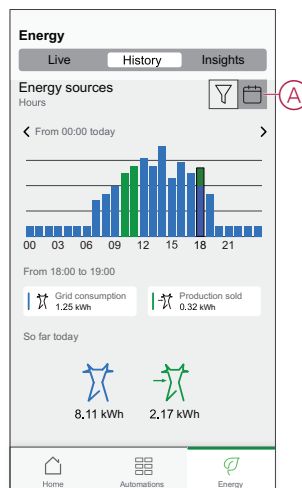 Energy
Live History Insights
Energy sources
Hours
A
From 00:00 today
00 03 06 09 12 15 18 21
From 18:00 to 19:00
Grid consumption
1.25 kWh
Production sold
0.32 kWh
So far today
8.11 kWh 2.17 kWh
Home Automations Energy